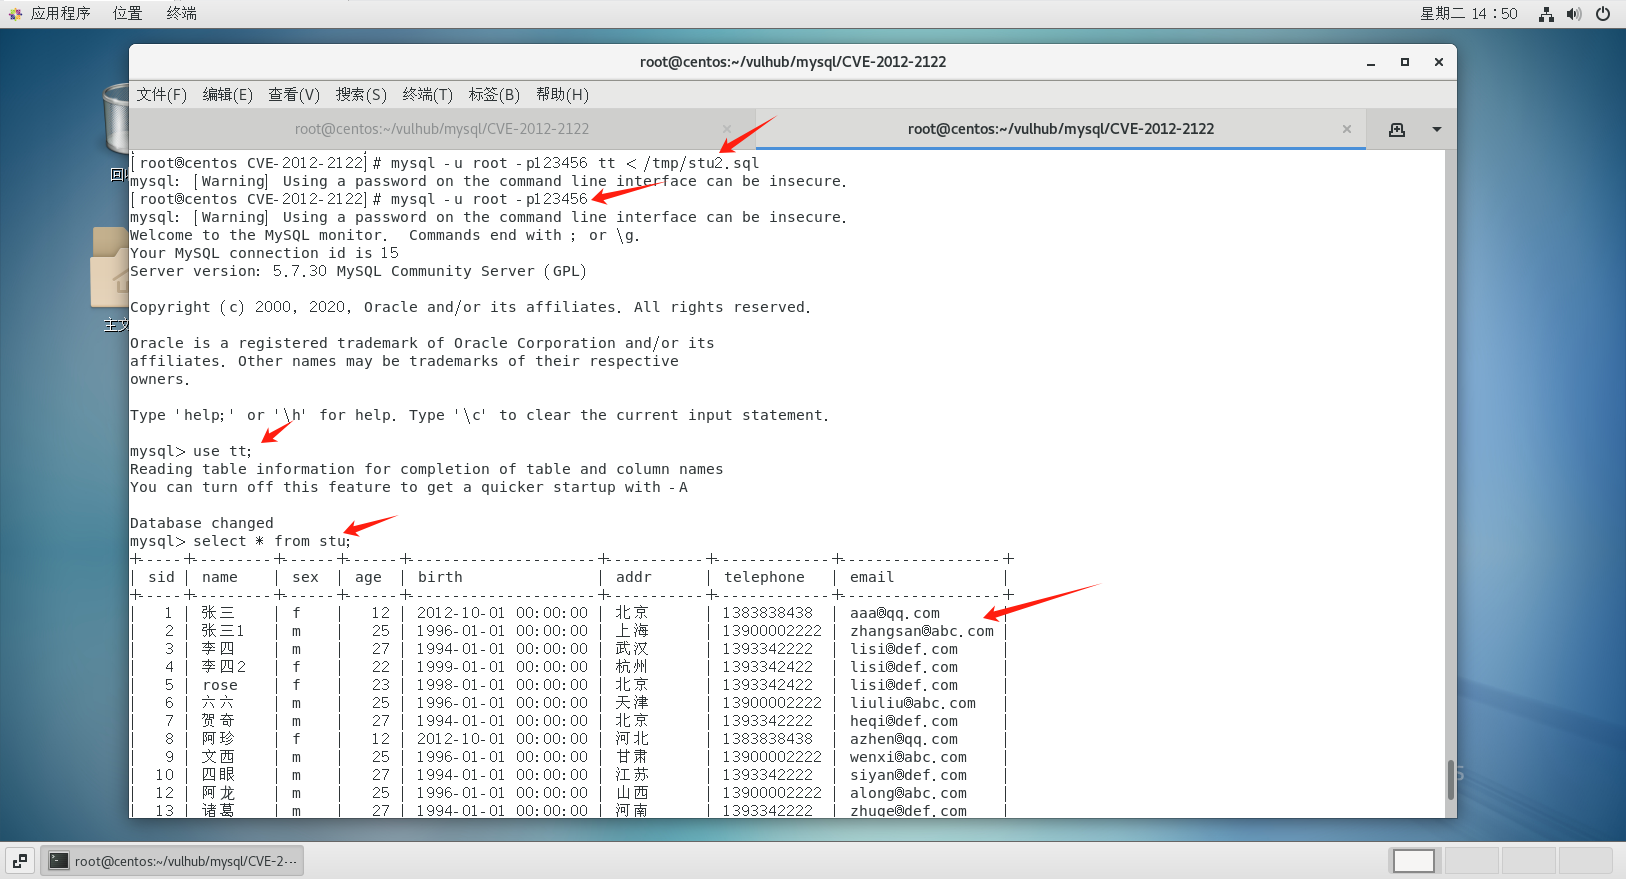 应用程序 位置 终端 星期二 14：50
root@centos:~/vulhub/mysql/CVE-2012-2122
文件(F) 编辑(E) 查看(V) 搜索(S) 终端(T) 标签(B) 帮助(H)
root@centos:~/vulhub/mysql/CVE-2012-2122 root@centos:~/vulhub/mysql/CVE-2012-2122
[root@centos CVE-2012-2122]# mysql -u root -p123456 tt < /tmp/stu2.sql
mysql: [Warning] Using a password on the command line interface can be insecure.
[root@centos CVE-2012-2122]# mysql -u root -p123456
mysql: [Warning] Using a password on the command line interface can be insecure.
Welcome to the MySQL monitor.  Commands end with ; or \g.
Your MySQL connection id is 15
Server version: 5.7.30 MySQL Community Server (GPL)
Copyright (c) 2000, 2020, Oracle and/or its affiliates. All rights reserved.
Oracle is a registered trademark of Oracle Corporation and/or its
affiliates. Other names may be trademarks of their respective
owners.
Type 'help;' or '\h' for help. Type '\c' to clear the current input statement.
mysql> use tt;
Reading table information for completion of table and column names
You can turn off this feature to get a quicker startup with -A
Database changed
mysql> select * from stu;
+-----+---------+------+------+---------------------+-----------+-------------+------------------+
| sid | name | sex | age | birth | addr | telephone | email |
+-----+---------+------+------+---------------------+-----------+-------------+------------------+
| 1 | 张三 | f | 12 | 2012-10-01 00:00:00 | 北京 | 1383838438 | aaa@qq.com |
| 2 | 张三1 | m | 25 | 1996-01-01 00:00:00 | 上海 | 13900002222 | zhangsan@abc.com |
| 3 | 李四 | m | 27 | 1994-01-01 00:00:00 | 武汉 | 1393342222 | lisi@def.com |
| 4 | 李四2 | f | 22 | 1999-01-01 00:00:00 | 杭州 | 1393342422 | lisi@def.com |
| 5 | rose | f | 23 | 1998-01-01 00:00:00 | 北京 | 1393342422 | lisi@def.com |
| 6 | 六六 | m | 25 | 1996-01-01 00:00:00 | 天津 | 13900002222 | liuliu@abc.com |
| 7 | 贺奇 | m | 27 | 1994-01-01 00:00:00 | 北京 | 1393342222 | heqi@def.com |
| 8 | 阿珍 | f | 12 | 2012-10-01 00:00:00 | 河北 | 1383838438 | azhen@qq.com |
| 9 | 文西 | m | 25 | 1996-01-01 00:00:00 | 甘肃 | 13900002222 | wenxi@abc.com |
| 10 | 四眼 | m | 27 | 1994-01-01 00:00:00 | 江苏 | 1393342222 | siyan@def.com |
| 12 | 阿龙 | m | 25 | 1996-01-01 00:00:00 | 山西 | 13900002222 | along@abc.com |
| 13 | 诸葛 | m | 27 | 1994-01-01 00:00:00 | 河南 | 1393342222 | zhuge@def.com |
回
主文
root@centos:~/vulhub/mysql/CVE-2···